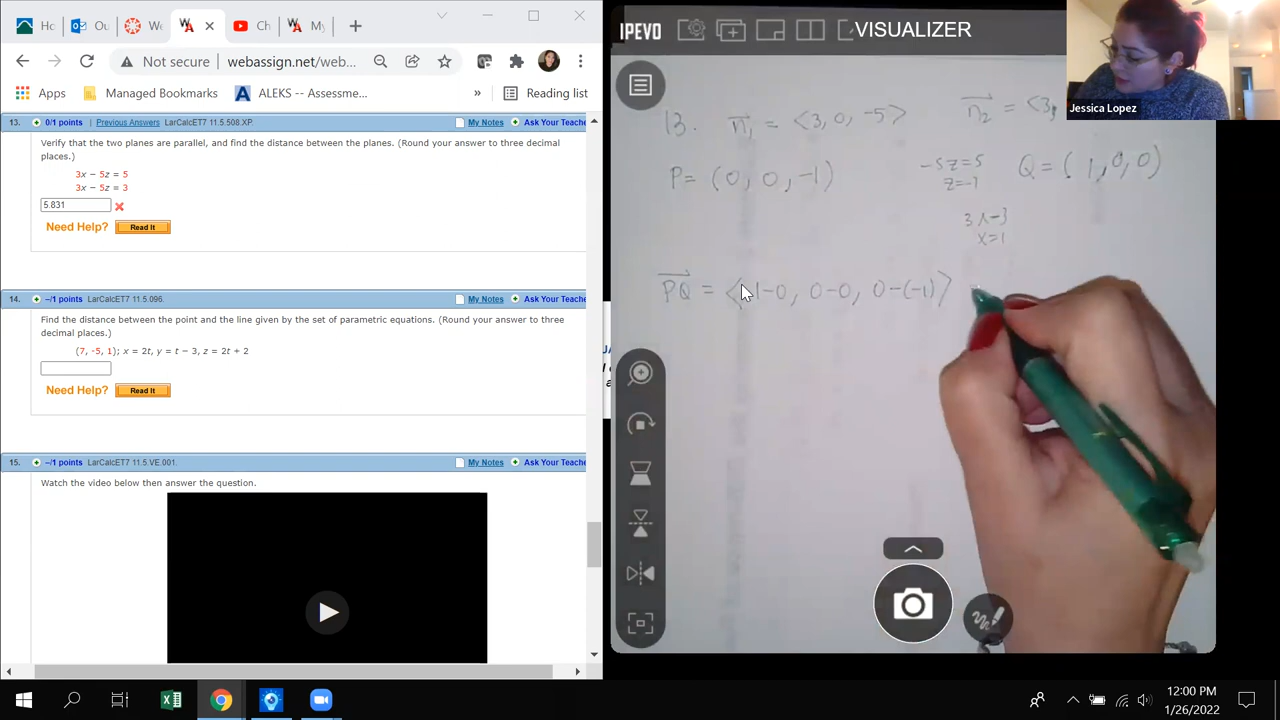 Ho
Ou
We
My
Not secure
webassign.net/web...
Apps
Managed Bookmarks
ALEKS -- Assessme...
»
Reading list
13.
0/1 points
Previous Answers
LarCalcET7 11.5.508.XP.
My Notes
Ask Your Teache
Verify that the two planes are parallel, and find the distance between the planes. (Round your answer to three decimal
places.)
3x − 5z = 5
3x − 5z = 3
5.831
Need Help?
Read It
14.
–/1 points
LarCalcET7 11.5.096.
My Notes
Ask Your Teache
Find the distance between the point and the line given by the set of parametric equations. (Round your answer to three
decimal places.)
(7, -5, 1); x = 2t, y = t − 3, z = 2t + 2
Need Help?
Read It
15.
–/1 points
LarCalcET7 11.5.VE.001.
My Notes
Ask Your Teache
Watch the video below then answer the question.
IPEVO
VISUALIZER
Jessica Lopez
13. n₁ = <3, 0, -5> n₂ = <3,
P = (0, 0, -1)
-5z=5
z=-1
Q = (1, 0, 0)
x=1
PQ = <1-0, 0-0, 0-(-1)>
12:00 PM
1/26/2022